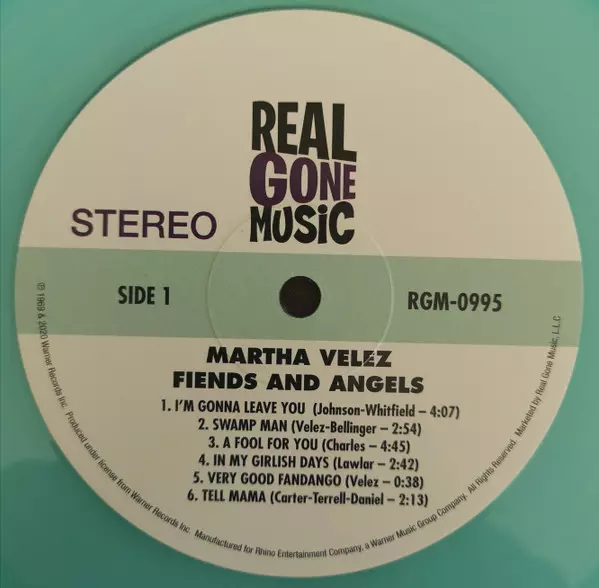 REAL
GONE
MUSiC
STEREO
SIDE 1
RGM-0995
MARTHA VELEZ
FIENDS AND ANGELS
1. I'M GONNA LEAVE YOU (Johnson-Whitfield – 4:07)
2. SWAMP MAN (Velez-Bellinger – 2:54)
3. A FOOL FOR YOU (Charles – 4:45)
4. IN MY GIRLISH DAYS (Lawlar – 2:42)
5. VERY GOOD FANDANGO (Velez – 0:38)
6. TELL MAMA (Carter-Terrell-Daniel – 2:13)
℗ 1969 & 2020 Warner Records Inc. Produced under license from Warner Records Inc. Manufactured for Rhino Entertainment Company, a Warner Music Group Company. All Rights Reserved. Marketed by Real Gone Music, L.L.C